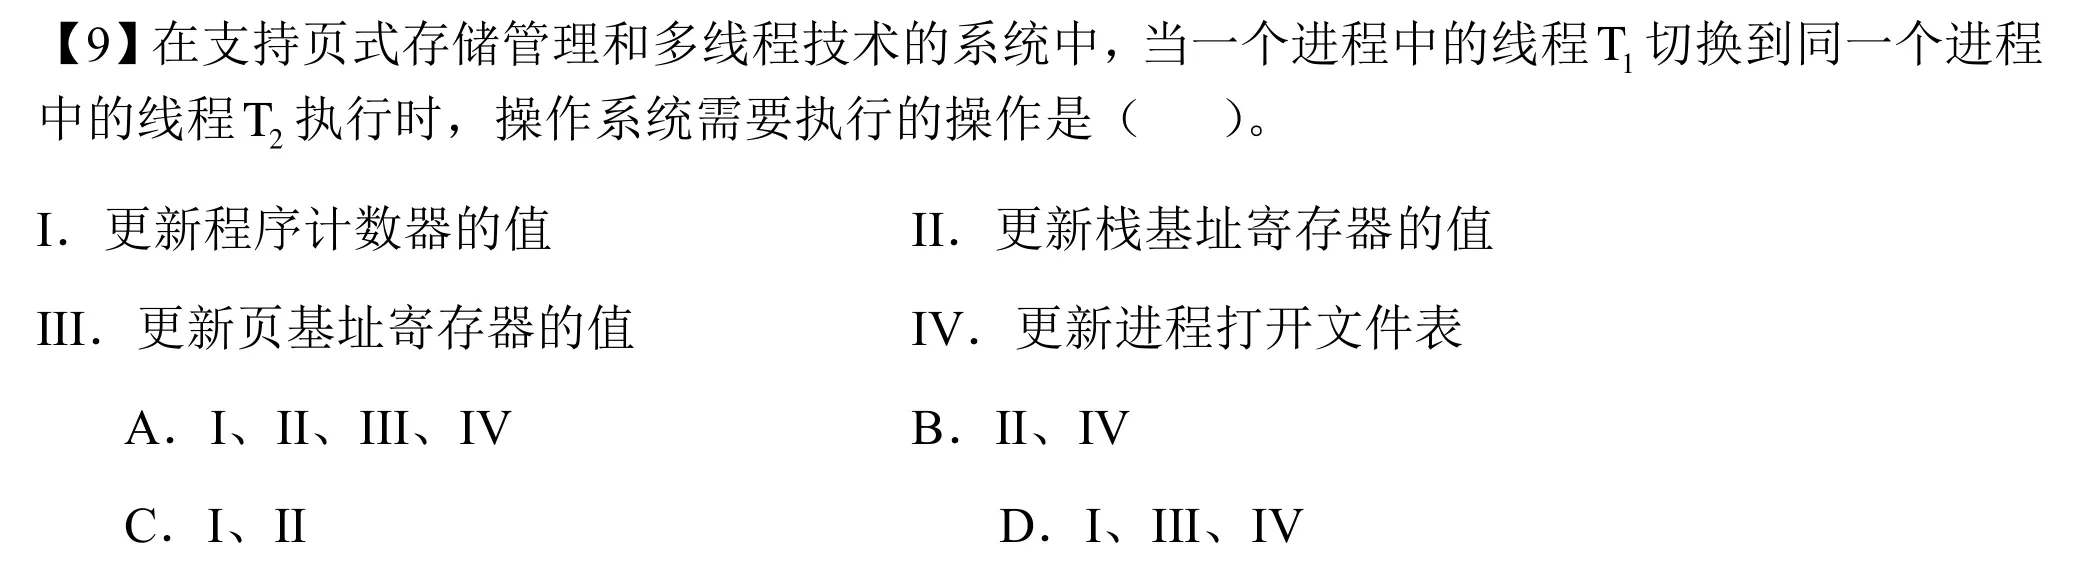 【9】在支持页式存储管理和多线程技术的系统中，当一个进程中的线程T₁切换到同一个进程
中的线程T₂执行时，操作系统需要执行的操作是（　　）。
I．更新程序计数器的值　　II．更新栈基址寄存器的值
III．更新页基址寄存器的值　　IV．更新进程打开文件表
A．I、II、III、IV　　B．II、IV
C．I、II　　D．I、III、IV